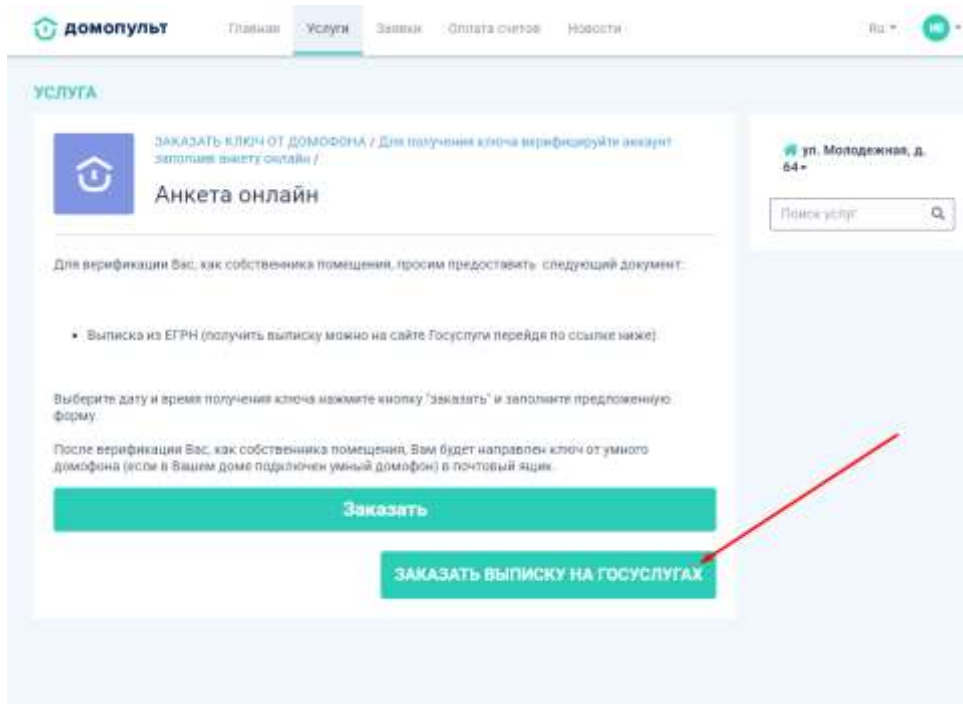 домопульт
Главная Услуги Заявки Оплата счетов Новости Ru
УСЛУГА
ЗАКАЗАТЬ КЛЮЧ ОТ ДОМОФОНА / Для получения ключа верифицируйте аккаунт
заполнив анкету онлайн /
Анкета онлайн
ул. Молодежная, д.
64
Поиск услуг
Для верификации Вас, как собственника помещения, просим предоставить следующий документ:
• Выписка из ЕГРН (получить выписку можно на сайте Госуслуги перейдя по ссылке ниже)
Выберите дату и время получения ключа нажмите кнопку "заказать" и заполните предложенную
форму.
После верификации Вас, как собственника помещения, Вам будет направлен ключ от умного
домофона (если в Вашем доме подключен умный домофон) в почтовый ящик.
Заказать
ЗАКАЗАТЬ ВЫПИСКУ НА ГОСУСЛУГАХ